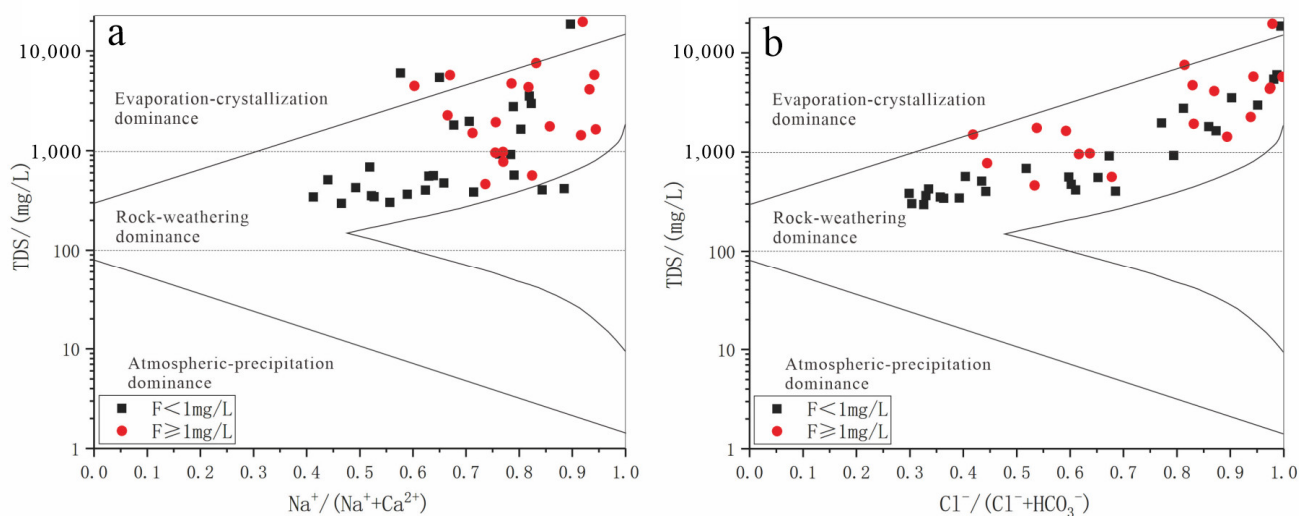 a
10,000
1,000
100
10
1
TDS/(mg/L)
Evaporation-crystallization
dominance
Rock-weathering
dominance
Atmospheric-precipitation
dominance
F<1mg/L
F≥1mg/L
0.0 0.1 0.2 0.3 0.4 0.5 0.6 0.7 0.8 0.9 1.0
Na⁺/(Na⁺+Ca²⁺)
b
10,000
1,000
100
10
1
TDS/(mg/L)
Evaporation-crystallization
dominance
Rock-weathering
dominance
Atmospheric-precipitation
dominance
F<1mg/L
F≥1mg/L
0.0 0.1 0.2 0.3 0.4 0.5 0.6 0.7 0.8 0.9 1.0
Cl⁻/(Cl⁻+HCO₃⁻)